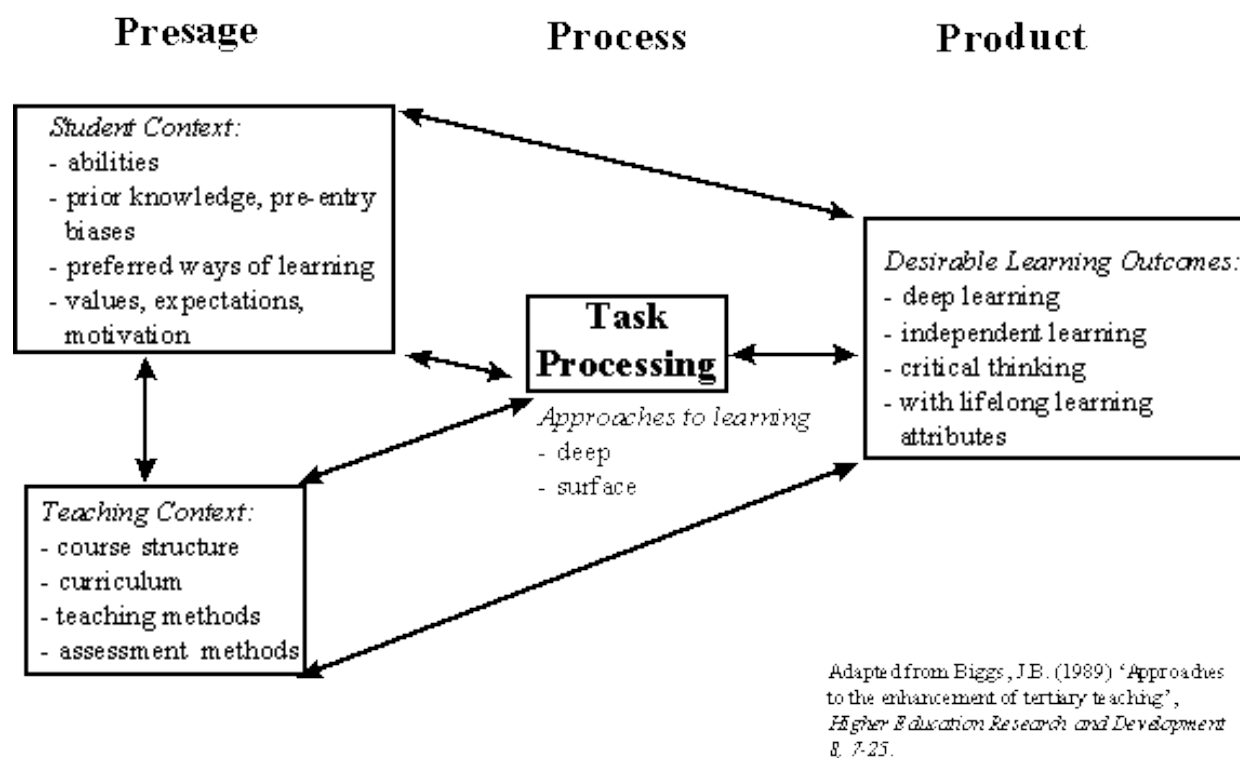 Presage
Process
Product
Student Context:
- abilities
- prior knowledge, pre-entry
biases
- preferred ways of learning
- values, expectations,
motivation
Teaching Context:
- course structure
- curriculum
- teaching methods
- assessment methods
Task
Processing
Approaches to learning
- deep
- surface
Desirable Learning Outcomes:
- deep learning
- independent learning
- critical thinking
- with lifelong learning
attributes
Adapted from Biggs, J.B. (1989) ‘Approaches
to the enhancement of tertiary teaching’,
Higher Education Research and Development
8, 7-25.